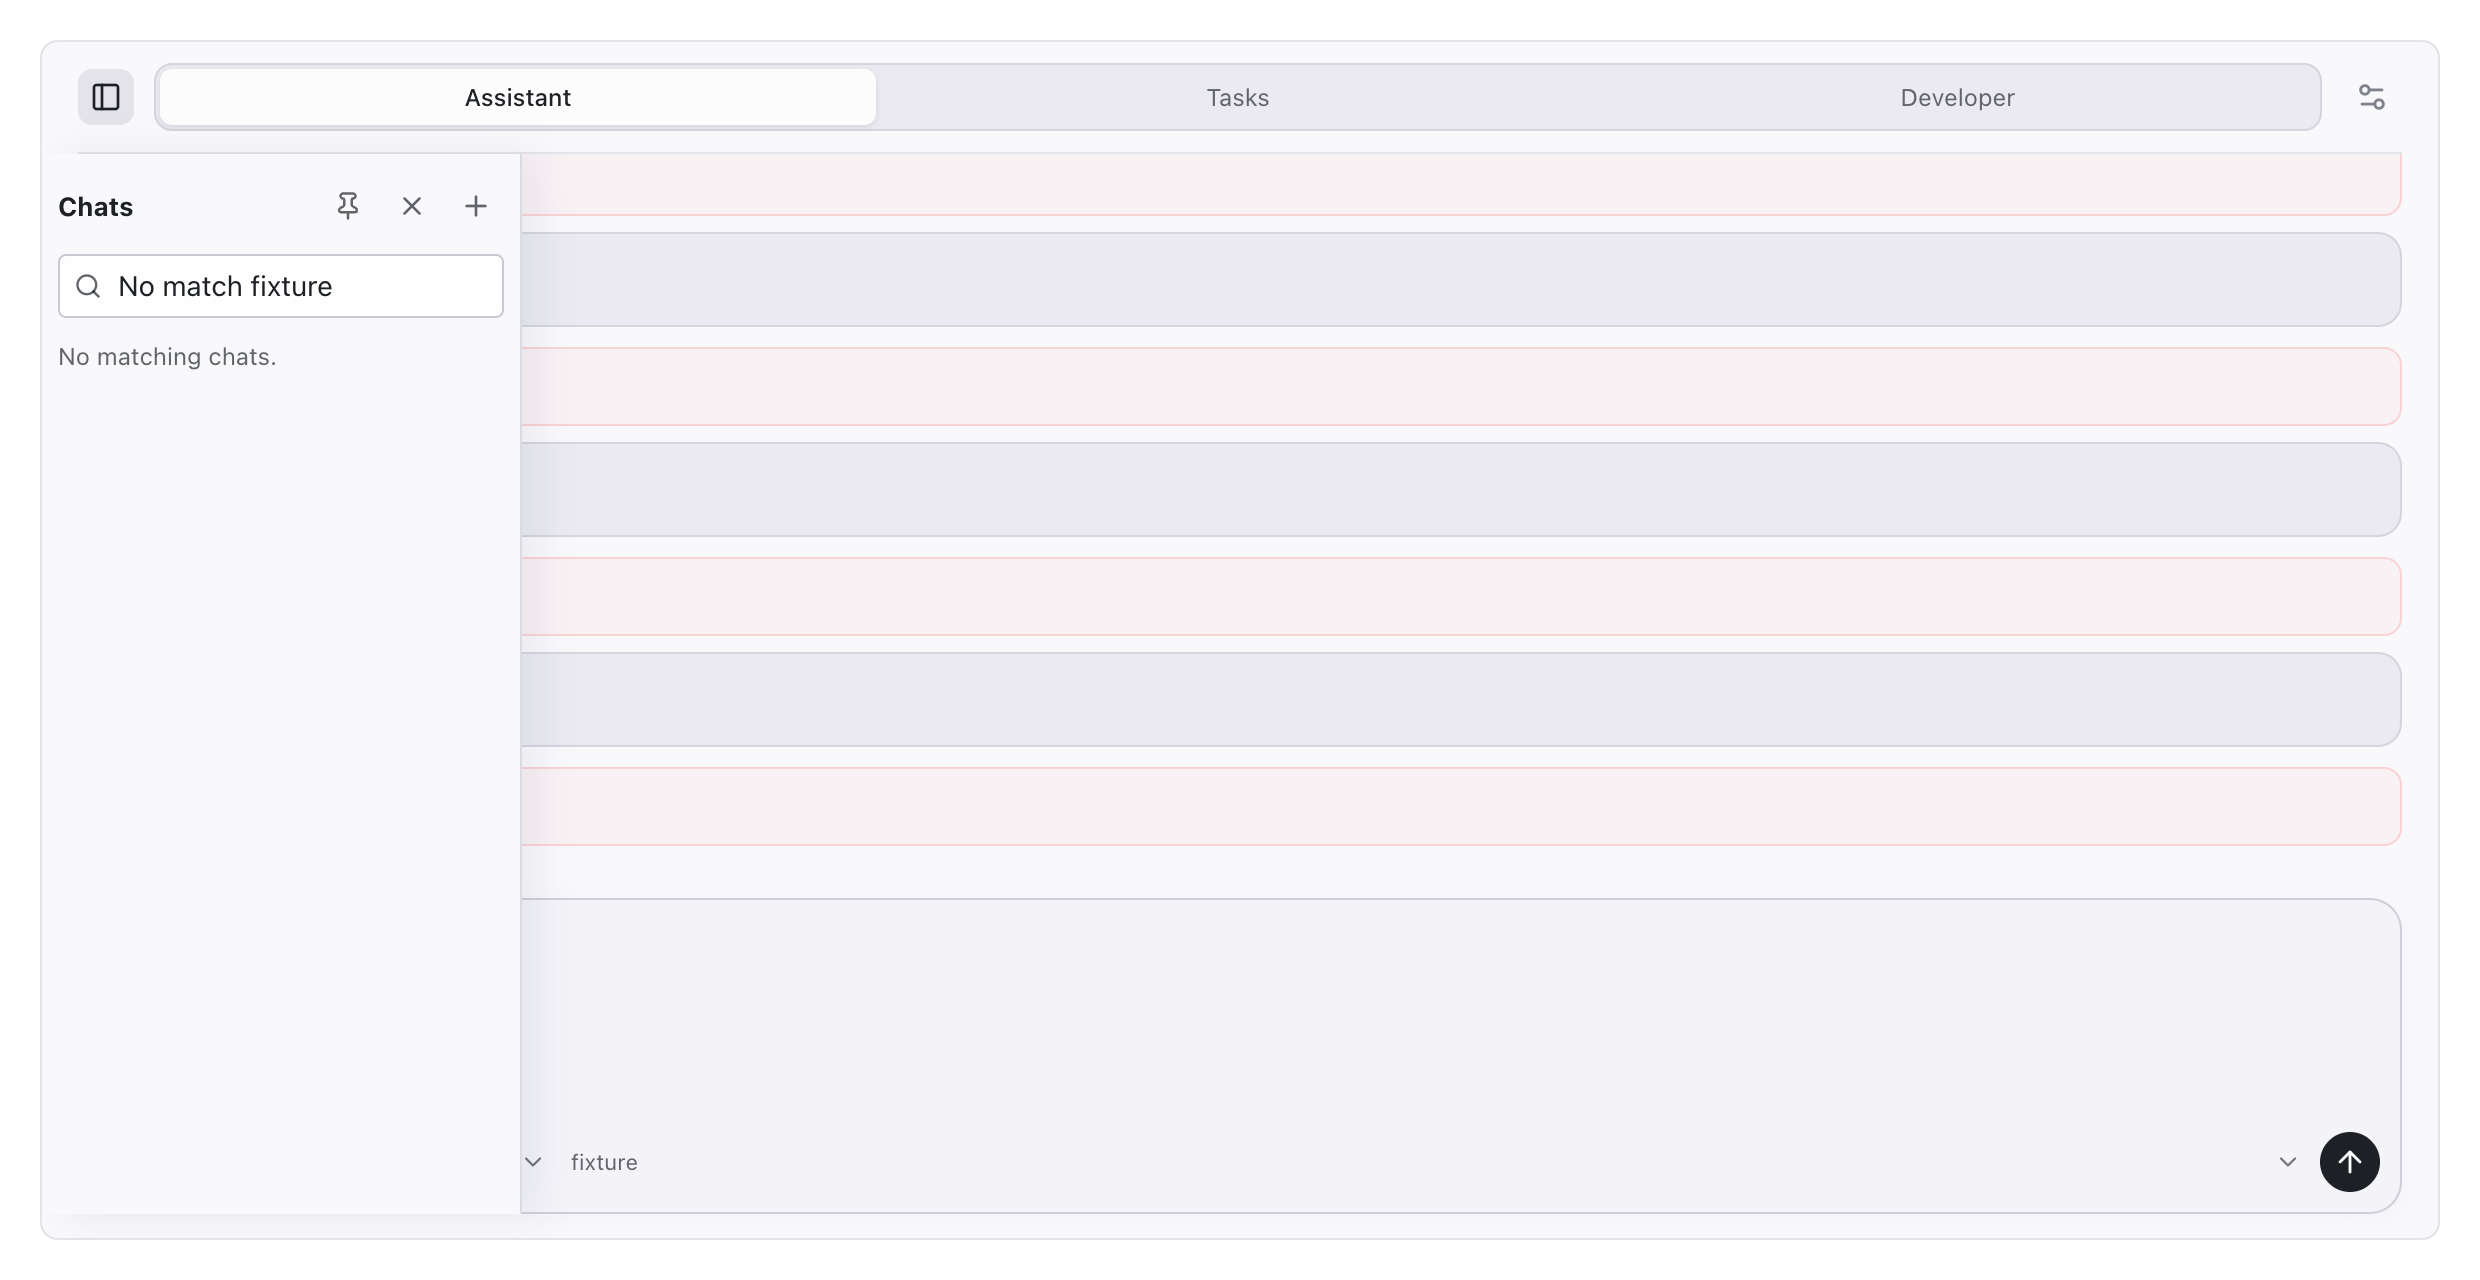 Assistant
Tasks
Developer
Chats
No match fixture
No matching chats.
fixture